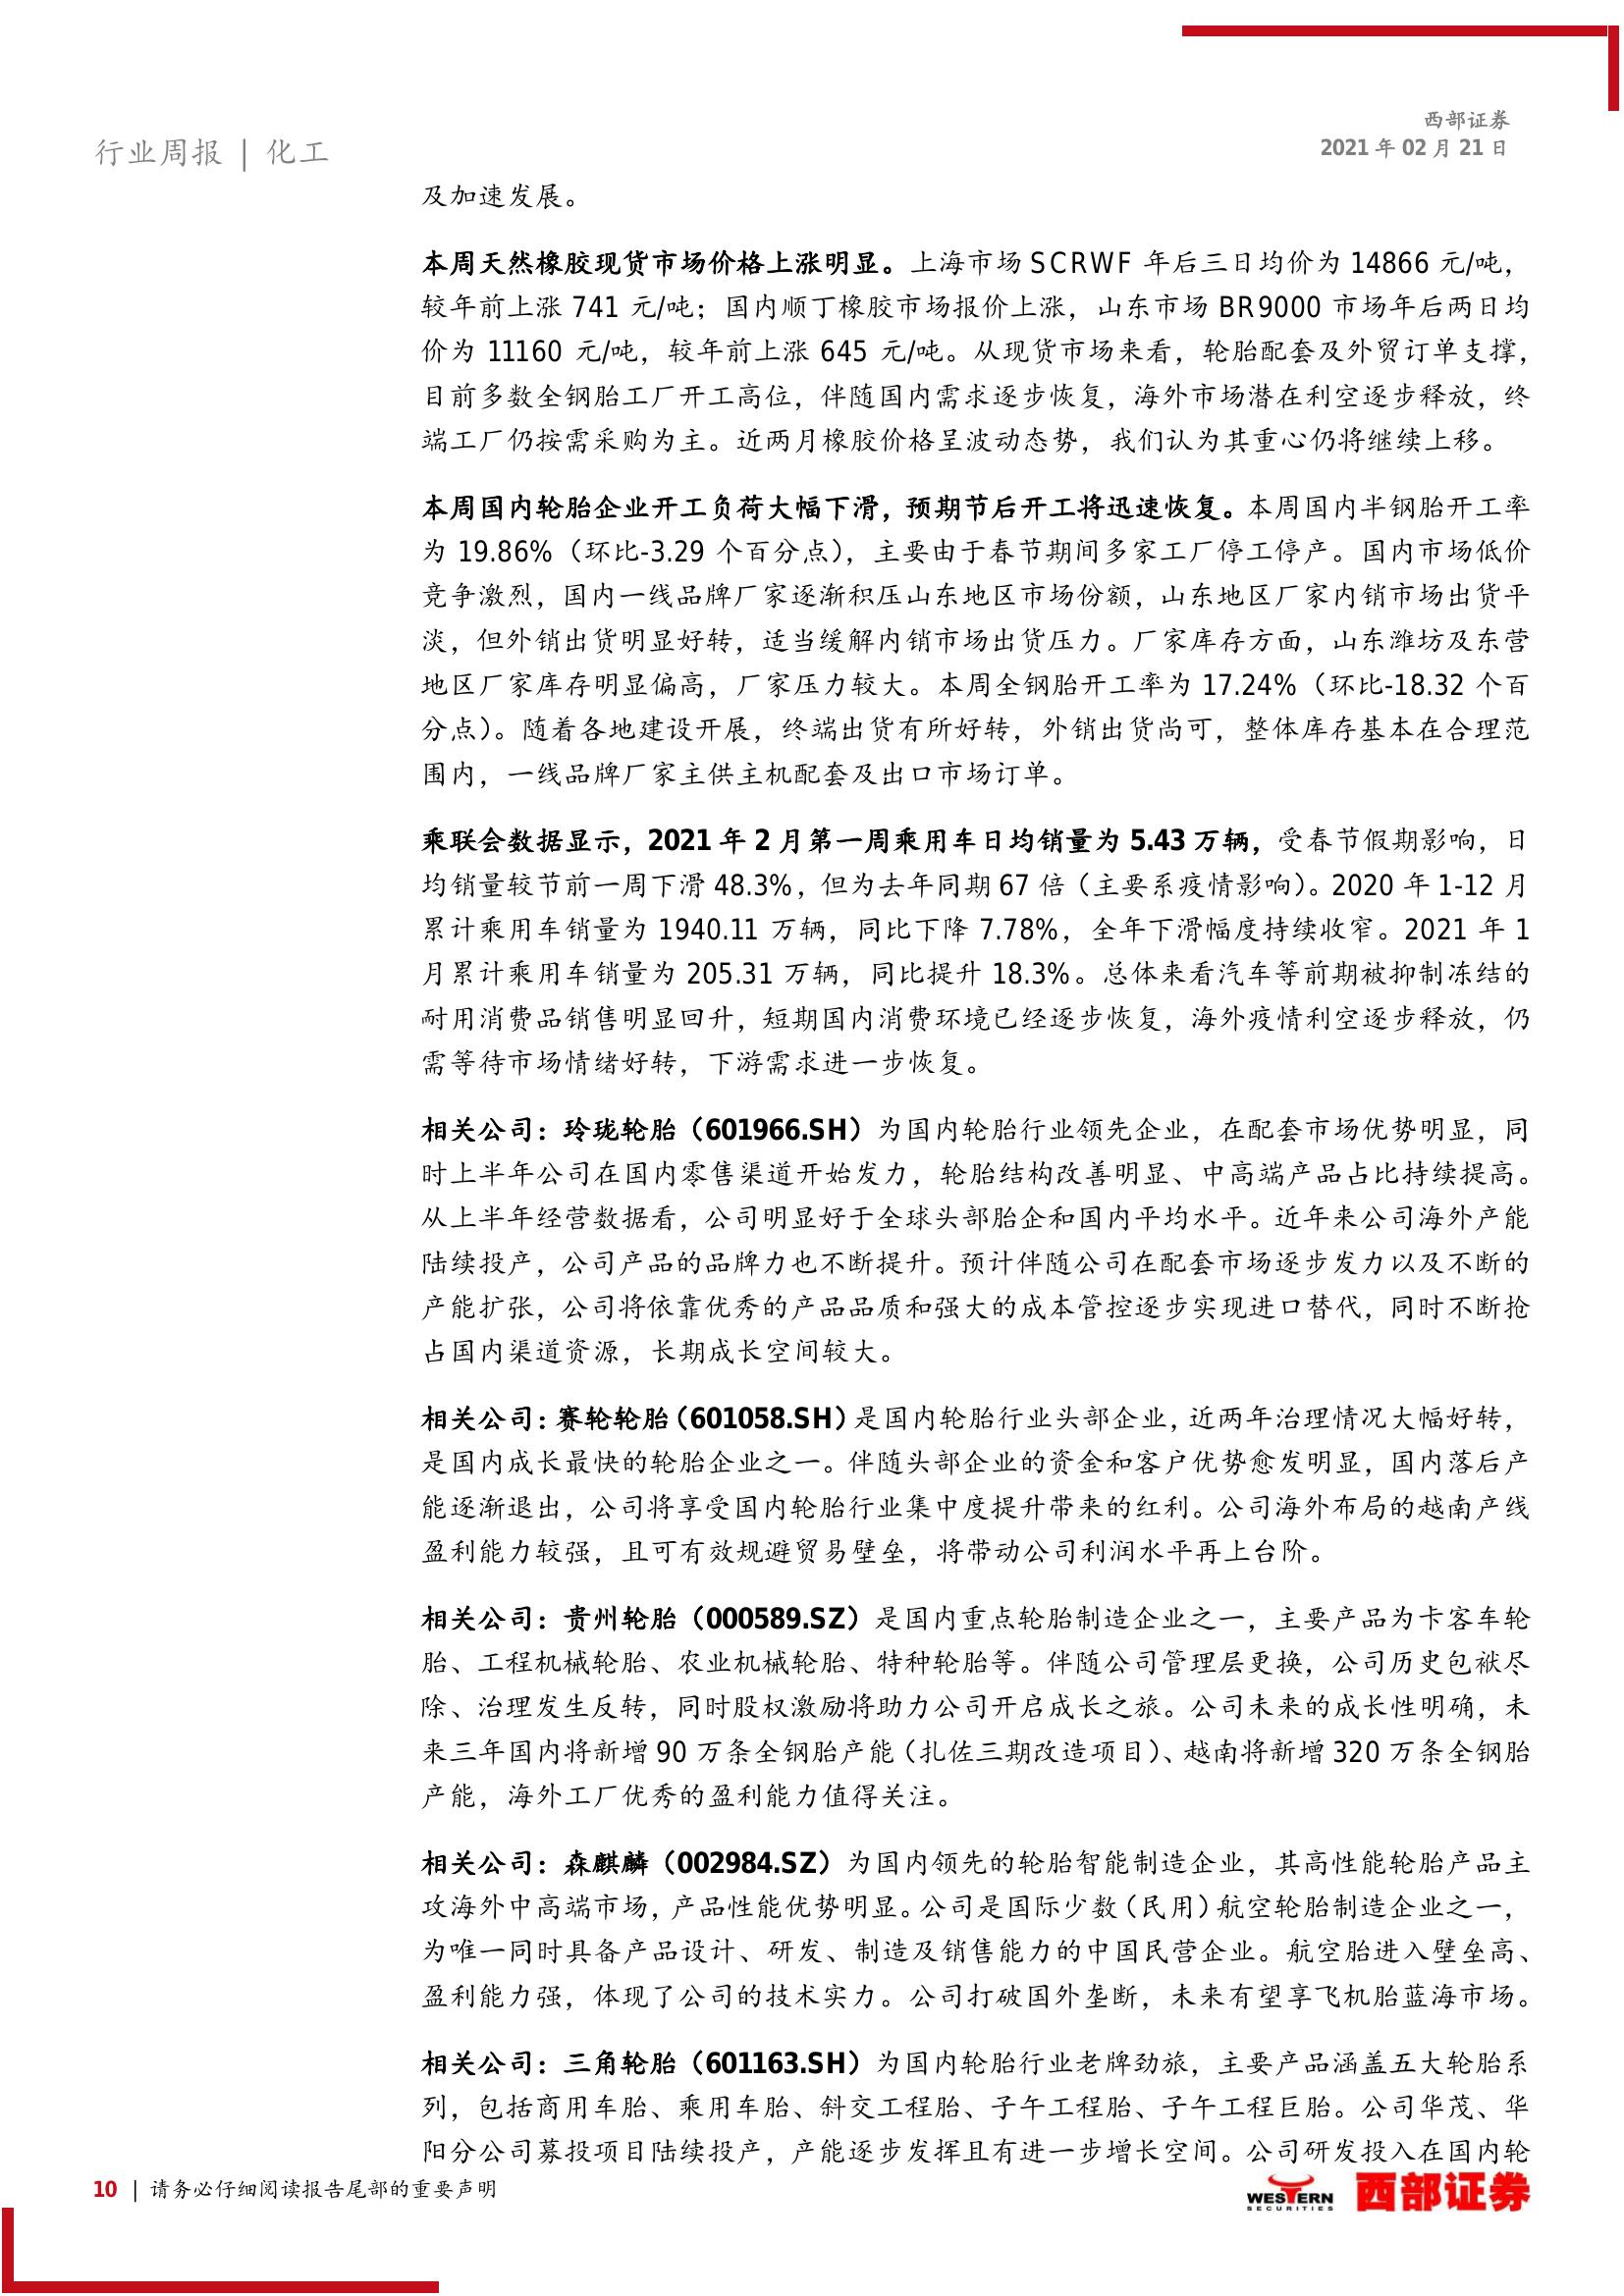 西部证券
2021 年 02 月 21 日
行业周报 | 化工
及加速发展。
本周天然橡胶现货市场价格上涨明显。上海市场 SCRWF 年后三日均价为 14866 元/吨，
较年前上涨 741 元/吨；国内顺丁橡胶市场报价上涨，山东市场 BR9000 市场年后两日均
价为 11160 元/吨，较年前上涨 645 元/吨。从现货市场来看，轮胎配套及外贸订单支撑，
目前多数全钢胎工厂开工高位，伴随国内需求逐步恢复，海外市场潜在利空逐步释放，终
端工厂仍按需采购为主。近两月橡胶价格呈波动态势，我们认为其重心仍将继续上移。
本周国内轮胎企业开工负荷大幅下滑，预期节后开工将迅速恢复。本周国内半钢胎开工率
为 19.86%（环比-3.29 个百分点），主要由于春节期间多家工厂停工停产。国内市场低价
竞争激烈，国内一线品牌厂家逐渐积压山东地区市场份额，山东地区厂家内销市场出货平
淡，但外销出货明显好转，适当缓解内销市场出货压力。厂家库存方面，山东潍坊及东营
地区厂家库存明显偏高，厂家压力较大。本周全钢胎开工率为 17.24%（环比-18.32 个百
分点）。随着各地建设开展，终端出货有所好转，外销出货尚可，整体库存基本在合理范
围内，一线品牌厂家主供主机配套及出口市场订单。
乘联会数据显示，2021 年 2 月第一周乘用车日均销量为 5.43 万辆，受春节假期影响，日
均销量较节前一周下滑 48.3%，但为去年同期 67 倍（主要系疫情影响）。2020 年 1-12 月
累计乘用车销量为 1940.11 万辆，同比下降 7.78%，全年下滑幅度持续收窄。2021 年 1
月累计乘用车销量为 205.31 万辆，同比提升 18.3%。总体来看汽车等前期被抑制冻结的
耐用消费品销售明显回升，短期国内消费环境已经逐步恢复，海外疫情利空逐步释放，仍
需等待市场情绪好转，下游需求进一步恢复。
相关公司：玲珑轮胎（601966.SH）为国内轮胎行业领先企业，在配套市场优势明显，同
时上半年公司在国内零售渠道开始发力，轮胎结构改善明显、中高端产品占比持续提高。
从上半年经营数据看，公司明显好于全球头部胎企和国内平均水平。近年来公司海外产能
陆续投产，公司产品的品牌力也不断提升。预计伴随公司在配套市场逐步发力以及不断的
产能扩张，公司将依靠优秀的产品品质和强大的成本管控逐步实现进口替代，同时不断抢
占国内渠道资源，长期成长空间较大。
相关公司：赛轮轮胎（601058.SH）是国内轮胎行业头部企业，近两年治理情况大幅好转，
是国内成长最快的轮胎企业之一。伴随头部企业的资金和客户优势愈发明显，国内落后产
能逐渐退出，公司将享受国内轮胎行业集中度提升带来的红利。公司海外布局的越南产线
盈利能力较强，且可有效规避贸易壁垒，将带动公司利润水平再上台阶。
相关公司：贵州轮胎（000589.SZ）是国内重点轮胎制造企业之一，主要产品为卡客车轮
胎、工程机械轮胎、农业机械轮胎、特种轮胎等。伴随公司管理层更换，公司历史包袱尽
除、治理发生反转，同时股权激励将助力公司开启成长之旅。公司未来的成长性明确，未
来三年国内将新增 90 万条全钢胎产能（扎佐三期改造项目）、越南将新增 320 万条全钢胎
产能，海外工厂优秀的盈利能力值得关注。
相关公司：森麒麟（002984.SZ）为国内领先的轮胎智能制造企业，其高性能轮胎产品主
攻海外中高端市场，产品性能优势明显。公司是国际少数（民用）航空轮胎制造企业之一，
为唯一同时具备产品设计、研发、制造及销售能力的中国民营企业。航空胎进入壁垒高、
盈利能力强，体现了公司的技术实力。公司打破国外垄断，未来有望享飞机胎蓝海市场。
相关公司：三角轮胎（601163.SH）为国内轮胎行业老牌劲旅，主要产品涵盖五大轮胎系
列，包括商用车胎、乘用车胎、斜交工程胎、子午工程胎、子午工程巨胎。公司华茂、华
阳分公司募投项目陆续投产，产能逐步发挥且有进一步增长空间。公司研发投入在国内轮
10 | 请务必仔细阅读报告尾部的重要声明
WESTERN
SECURITIES
西部证券